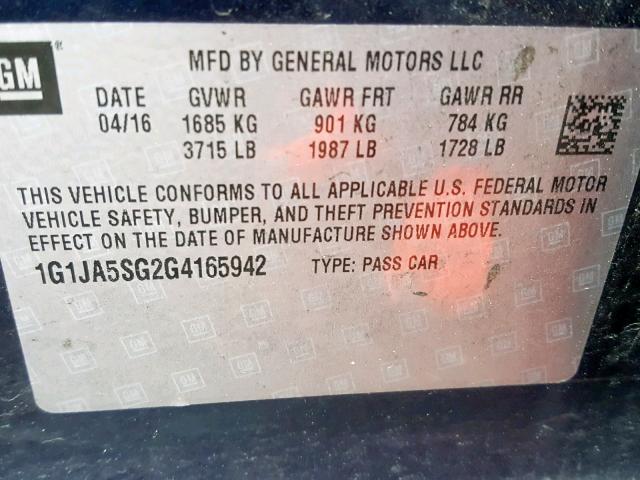 GM ®
MFD BY GENERAL MOTORS LLC
DATE GVWR GAWR FRT GAWR RR
04/16 1685 KG 901 KG 784 KG
3715 LB 1987 LB 1728 LB
THIS VEHICLE CONFORMS TO ALL APPLICABLE U.S. FEDERAL MOTOR
VEHICLE SAFETY, BUMPER, AND THEFT PREVENTION STANDARDS IN
EFFECT ON THE DATE OF MANUFACTURE SHOWN ABOVE.
1G1JA5SG2G4165942 TYPE: PASS CAR